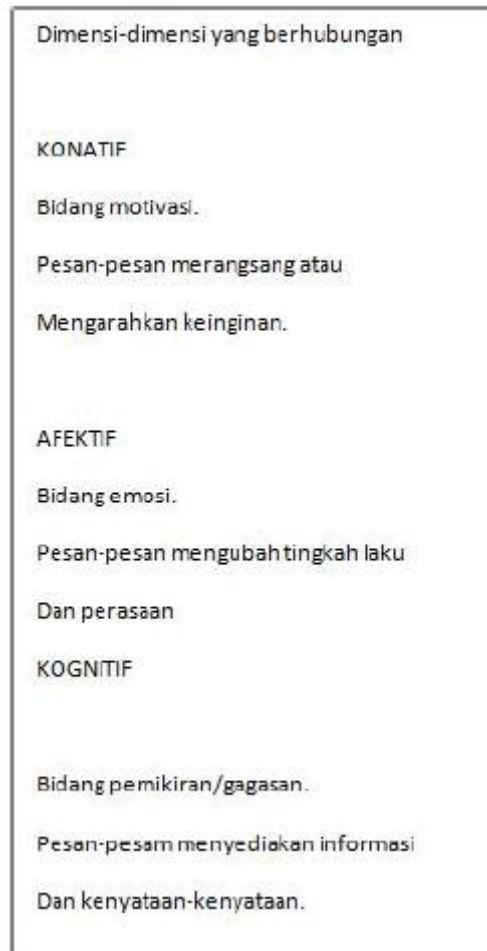 Dimensi-dimensi yang berhubungan
KONATIF
Bidang motivasi.
Pesan-pesan merangsang atau
Mengarahkan keinginan.
AFEKTIF
Bidang emosi.
Pesan-pesan mengubah tingkah laku
Dan perasaan
KOGNITIF
Bidang pemikiran/gagasan.
Pesan-pesam menyediakan informasi
Dan kenyataan-kenyataan.